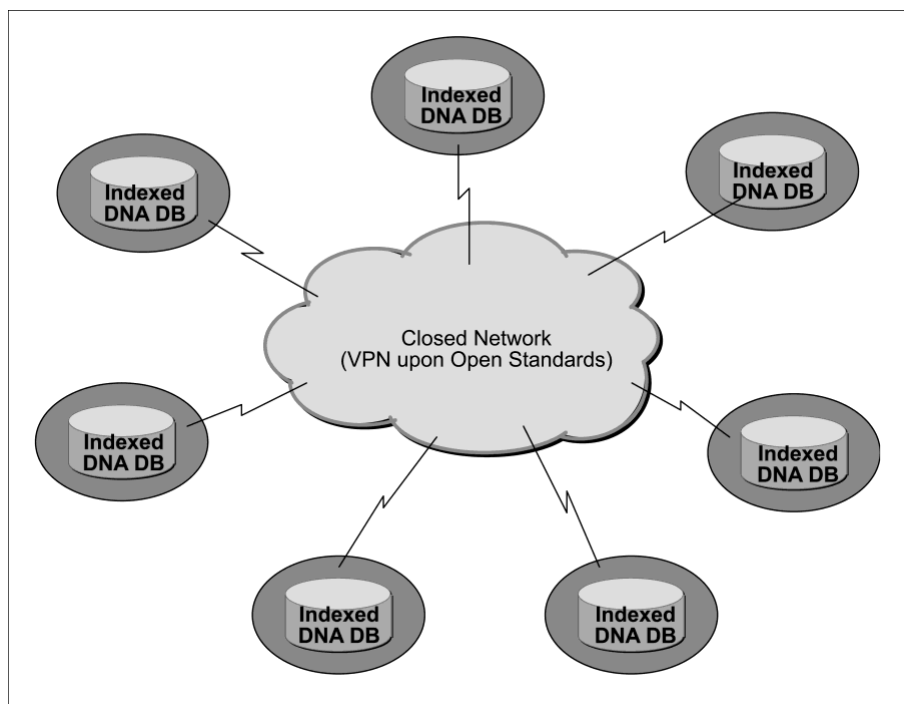 Indexed
DNA DB
Indexed
DNA DB
Indexed
DNA DB
Closed Network
(VPN upon Open Standards)
Indexed
DNA DB
Indexed
DNA DB
Indexed
DNA DB
Indexed
DNA DB